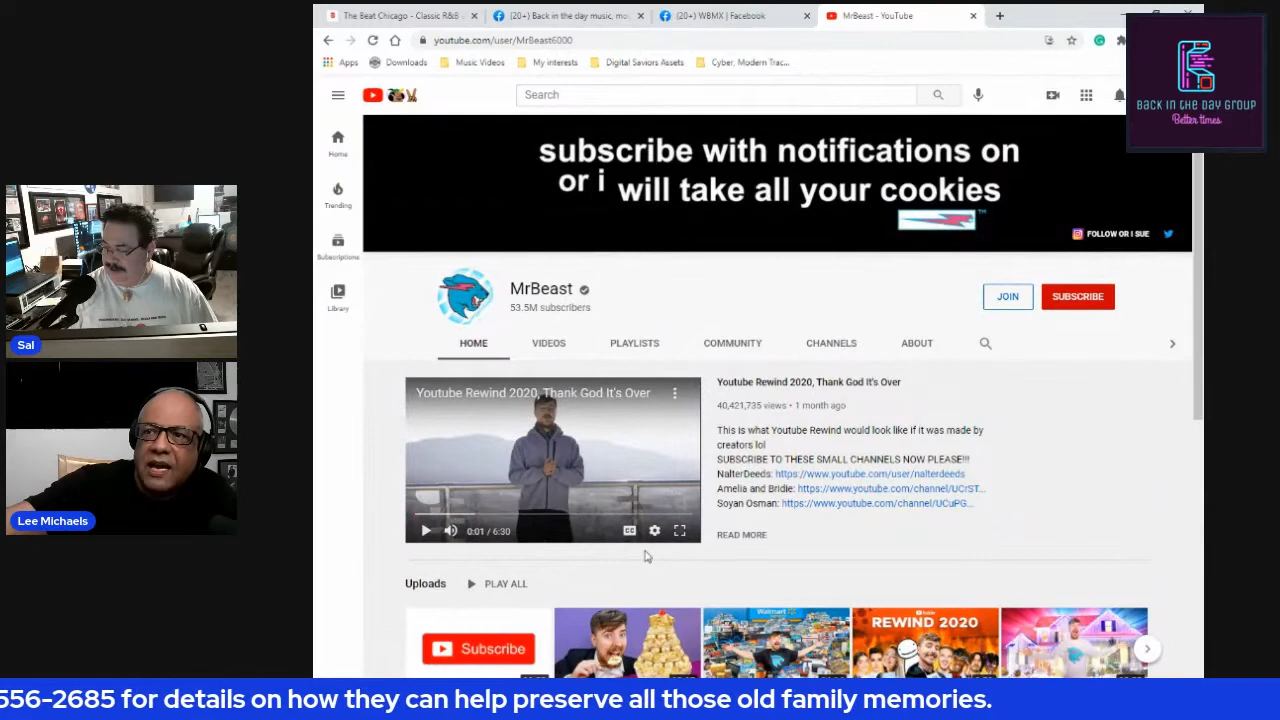 The Beat Chicago - Classic R&B
(20+) Back in the day music, mo
(20+) WBMX | Facebook
MrBeast - YouTube
youtube.com/user/MrBeast6000
Apps
Downloads
Music Videos
My interests
Digital Saviors Assets
Cyber, Modern Trac...
Search
BACK IN THE DAY GROUP
Better times
Home
Trending
Subscriptions
Library
subscribe with notifications on
or i will take all your cookies
TM
FOLLOW OR I SUE
MrBeast
53.5M subscribers
JOIN
SUBSCRIBE
HOME
VIDEOS
PLAYLISTS
COMMUNITY
CHANNELS
ABOUT
Youtube Rewind 2020, Thank God It's Over
0:01 / 6:30
Youtube Rewind 2020, Thank God It's Over
40,421,735 views • 1 month ago
This is what Youtube Rewind would look like if it was made by
creators lol
SUBSCRIBE TO THESE SMALL CHANNELS NOW PLEASE!!!
NalterDeeds: https://www.youtube.com/user/nalterdeeds
Amelia and Bridie: https://www.youtube.com/channel/UCrST...
Soyan Osman: https://www.youtube.com/channel/UCuPG...
READ MORE
Uploads
PLAY ALL
Subscribe
Walmart
REWIND 2020
Sal
Lee Michaels
556-2685 for details on how they can help preserve all those old family memories.